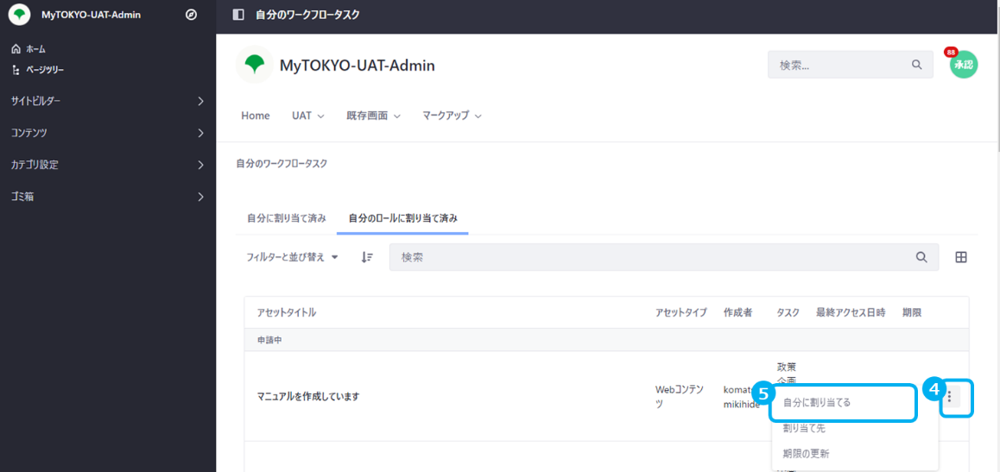 MyTOKYO-UAT-Admin
自分のワークフロータスク
ホーム
ページツリー
サイトビルダー
コンテンツ
カテゴリ設定
ゴミ箱
MyTOKYO-UAT-Admin
検索...
88
承認
Home UAT 既存画面 マークアップ
自分のワークフロータスク
自分に割り当て済み 自分のロールに割り当て済み
フィルターと並び替え 検索
アセットタイトル アセットタイプ 作成者 タスク 最終アクセス日時 期限
申請中
政策
マニュアルを作成しています
Webコンテン
ツ
mikihide
5
自分に割り当てる
4
割り当て先
期限の更新